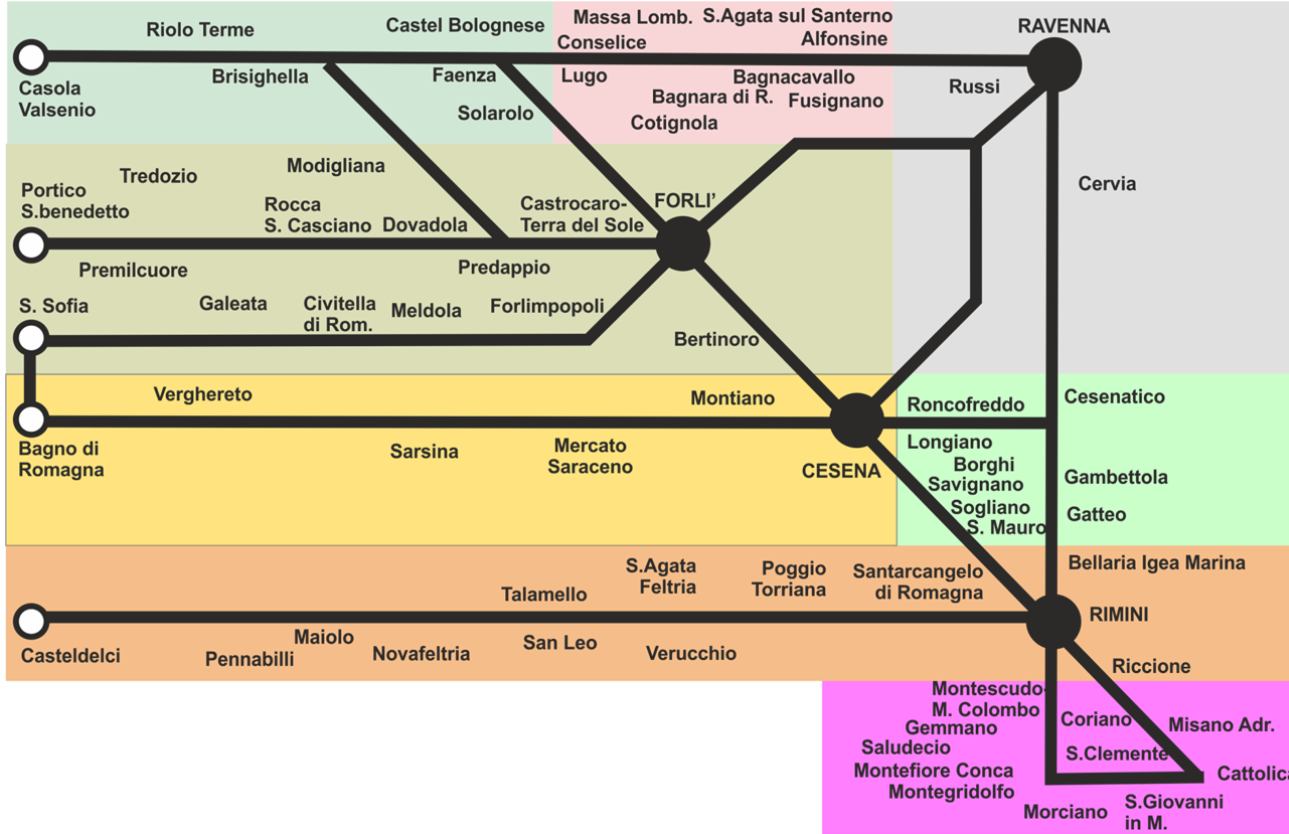 Massa Lomb. S.Agata sul Santerno
Riolo Terme
Castel Bolognese
RAVENNA
Conselice
Alfonsine
Brisighella
Faenza
Lugo
Bagnacavallo
Casola
Valsenio
Russi
Bagnara di R.
Fusignano
Solarolo
Cotignola
Modigliana
Tredozio
Portico
S.benedetto
Cervia
Rocca
S. Casciano
Dovadola
Castrocaro-
Terra del Sole
FORLI’
Premilcuore
Predappio
S. Sofia
Galeata
Civitella
di Rom.
Meldola
Forlimpopoli
Bertinoro
Verghereto
Montiano
Roncofreddo
Cesenatico
Bagno di
Romagna
Sarsina
Mercato
Saraceno
CESENA
Longiano
Borghi
Savignano
Gambettola
Sogliano
S. Mauro
Gatteo
Bellaria Igea Marina
S.Agata
Feltria
Poggio
Torriana
Santarcangelo
di Romagna
Talamello
RIMINI
Casteldelci
Pennabilli
Maiolo
Novafeltria
San Leo
Verucchio
Riccione
Montescudo-
M. Colombo
Coriano
Misano Adr.
Gemmano
Saludecio
S.Clemente
Montefiore Conca
Cattolica
Montegridolfo
Morciano
S.Giovanni
in M.